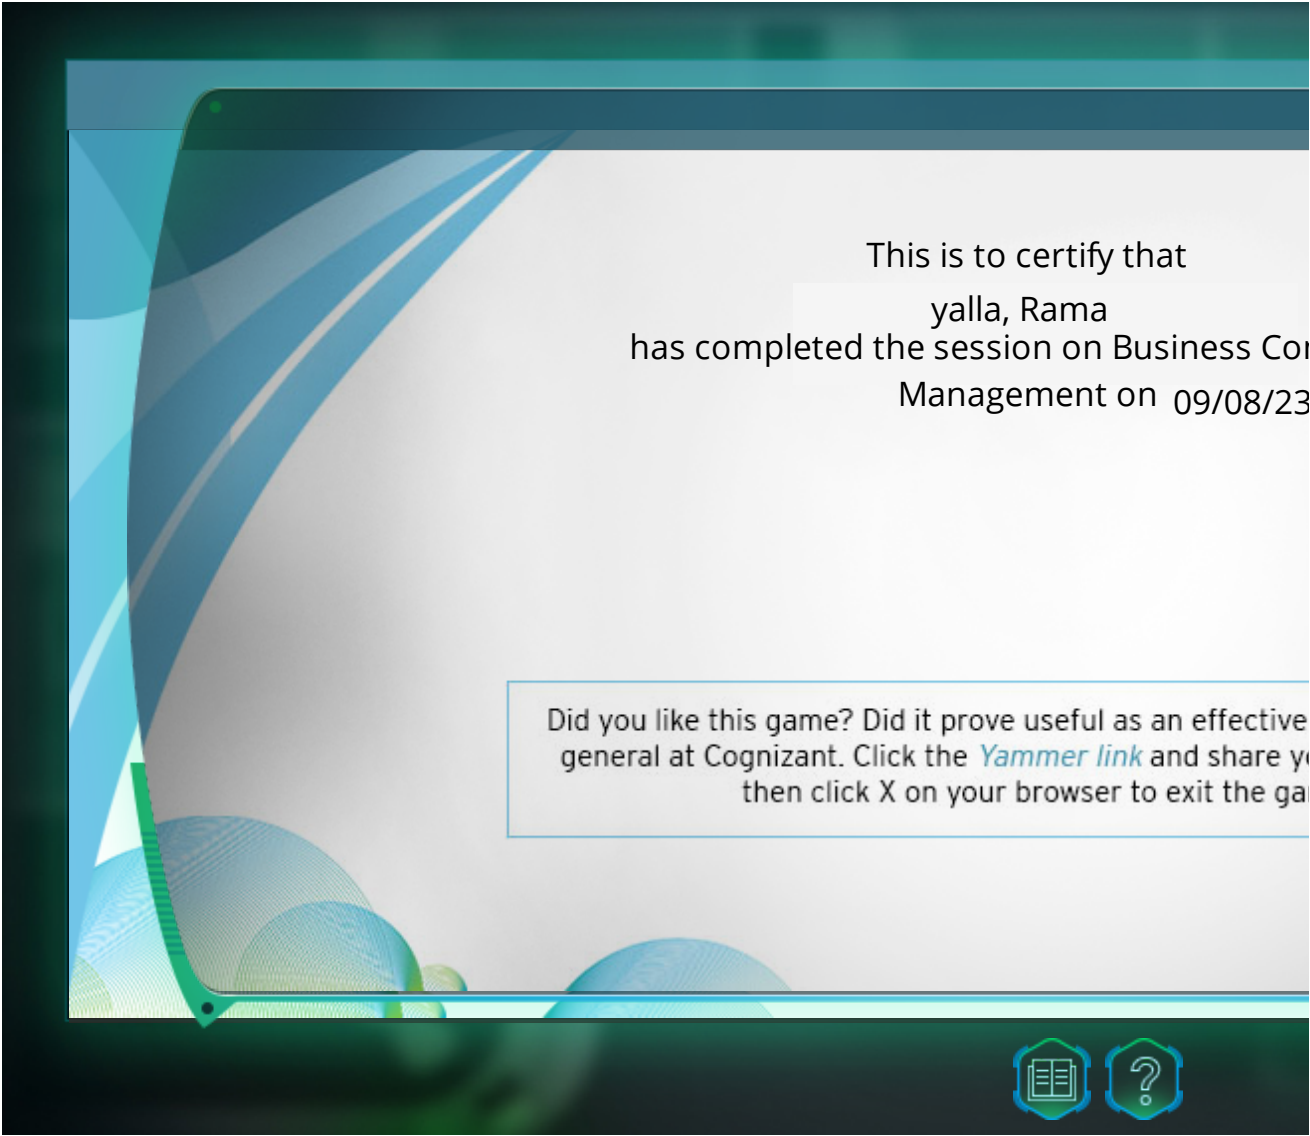 This is to certify that
yalla, Rama
has completed the session on Business
Management on 09/08/23
Did you like this game? Did it prove useful as an effective
general at Cognizant. Click the Yammer link and share
then click X on your browser to exit the
?